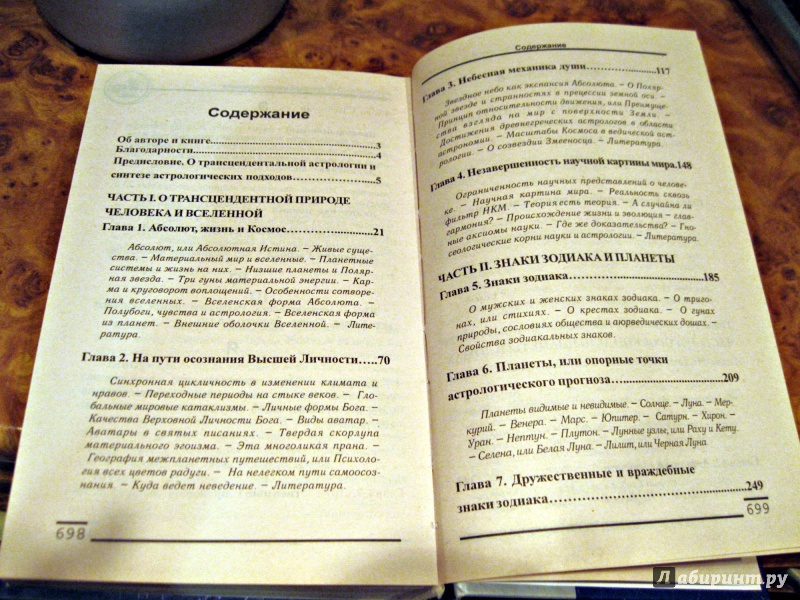 Содержание
Об авторе и книге...................................................3
Благодарности.......................................................4
Предисловие. О трансцендентальной астрологии и
синтезе астрологических подходов..............................5
ЧАСТЬ I. О ТРАНСЦЕНДЕНТНОЙ ПРИРОДЕ
ЧЕЛОВЕКА И ВСЕЛЕННОЙ
Глава 1. Абсолют, жизнь и Космос.......................21
Абсолют, или Абсолютная Истина. – Живые суще-
ства. – Материальный мир и вселенные. – Планетные
системы и жизнь на них. – Низшие планеты и Поляр-
ная звезда. – Три гуны материальной энергии. – Кар-
ма и круговорот воплощений. – Особенности сотворе-
ния вселенных. – Вселенская форма Абсолюта. –
Полубоги, чувства и астрология. – Вселенская форма
из планет. – Внешние оболочки Вселенной. – Лите-
ратура.
Глава 2. На пути осознания Высшей Личности.....70
Синхронная цикличность в изменении климата и
нравов. – Переходные периоды на стыке веков. – Гло-
бальные мировые катаклизмы. – Личные формы Бога. –
Качества Верховной Личности Бога. – Виды аватар. –
Аватары в святых писаниях. – Твердая скорлупа
материального эгоизма. – Эта многоликая прана. –
География межпланетных путешествий, или Психоло-
гия всех цветов радуги. – На нелегком пути самоосоз-
нания. – Куда ведет неведение. – Литература.
698
Содержание
Глава 3. Небесная механика души.....................117
Звездное небо как экспансия Абсолюта. – О Поляр-
ной звезде и странностях в прецессии земной оси. –
Принцип относительности движения, или Преимуще-
ства взгляда на мир с поверхности Земли. –
Достижения древнегреческих астрологов в области
астрономии. – Масштабы Космоса в ведической аст-
рологии. – О созвездии Змееносца. – Литература.
Глава 4. Незавершенность научной картины мира.148
Ограниченность научных представлений о челове-
ке. – Научная картина мира. – Реальность сквозь
фильтр НКМ. – Теория есть теория. – А случайна ли
гармония? – Происхождение жизни и эволюция – глав-
ные аксиомы науки. – Где же доказательства? – Гно-
сеологические корни науки и астрологии. – Литература.
ЧАСТЬ II. ЗНАКИ ЗОДИАКА И ПЛАНЕТЫ
Глава 5. Знаки зодиака.................................185
О мужских и женских знаках зодиака. – О триго-
нах, или стихиях. – О крестах зодиака. – О гунах
природы, сословиях общества и аюрведических дошах. –
Свойства зодиакальных знаков.
Глава 6. Планеты, или опорные точки
астрологического прогноза.........................209
Планеты видимые и невидимые. – Солнце. – Луна. – Мер-
курий. – Венера. – Марс. – Юпитер. – Сатурн. – Хирон. –
Уран. – Нептун. – Плутон. – Лунные узлы, или Раху и Кету.
– Селена, или Белая Луна. – Лилит, или Черная Луна.
Глава 7. Дружественные и враждебные
знаки зодиака...............................249
699
Лабиринт.ру